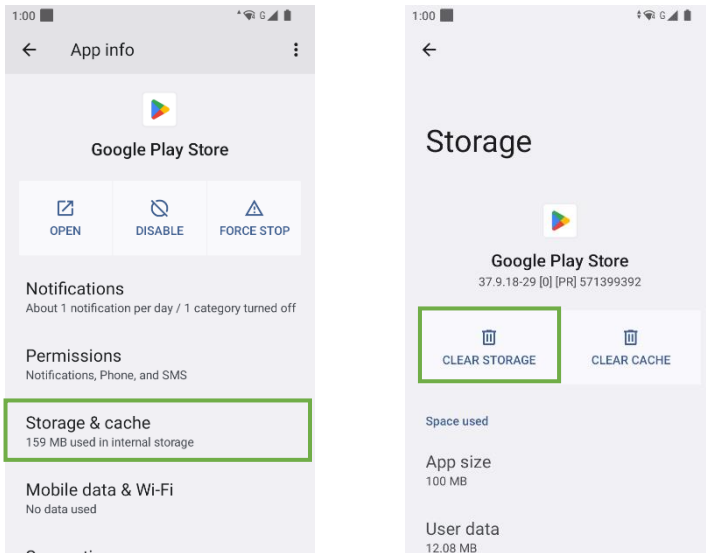 1:00
G
App info
Google Play Store
OPEN
DISABLE
FORCE STOP
Notifications
About 1 notification per day / 1 category turned off
Permissions
Notifications, Phone, and SMS
Storage & cache
159 MB used in internal storage
Mobile data & Wi-Fi
No data used
1:00
G
Storage
Google Play Store
37.9.18-29 [0] [PR] 571399392
CLEAR STORAGE
CLEAR CACHE
Space used
App size
100 MB
User data
12.08 MB